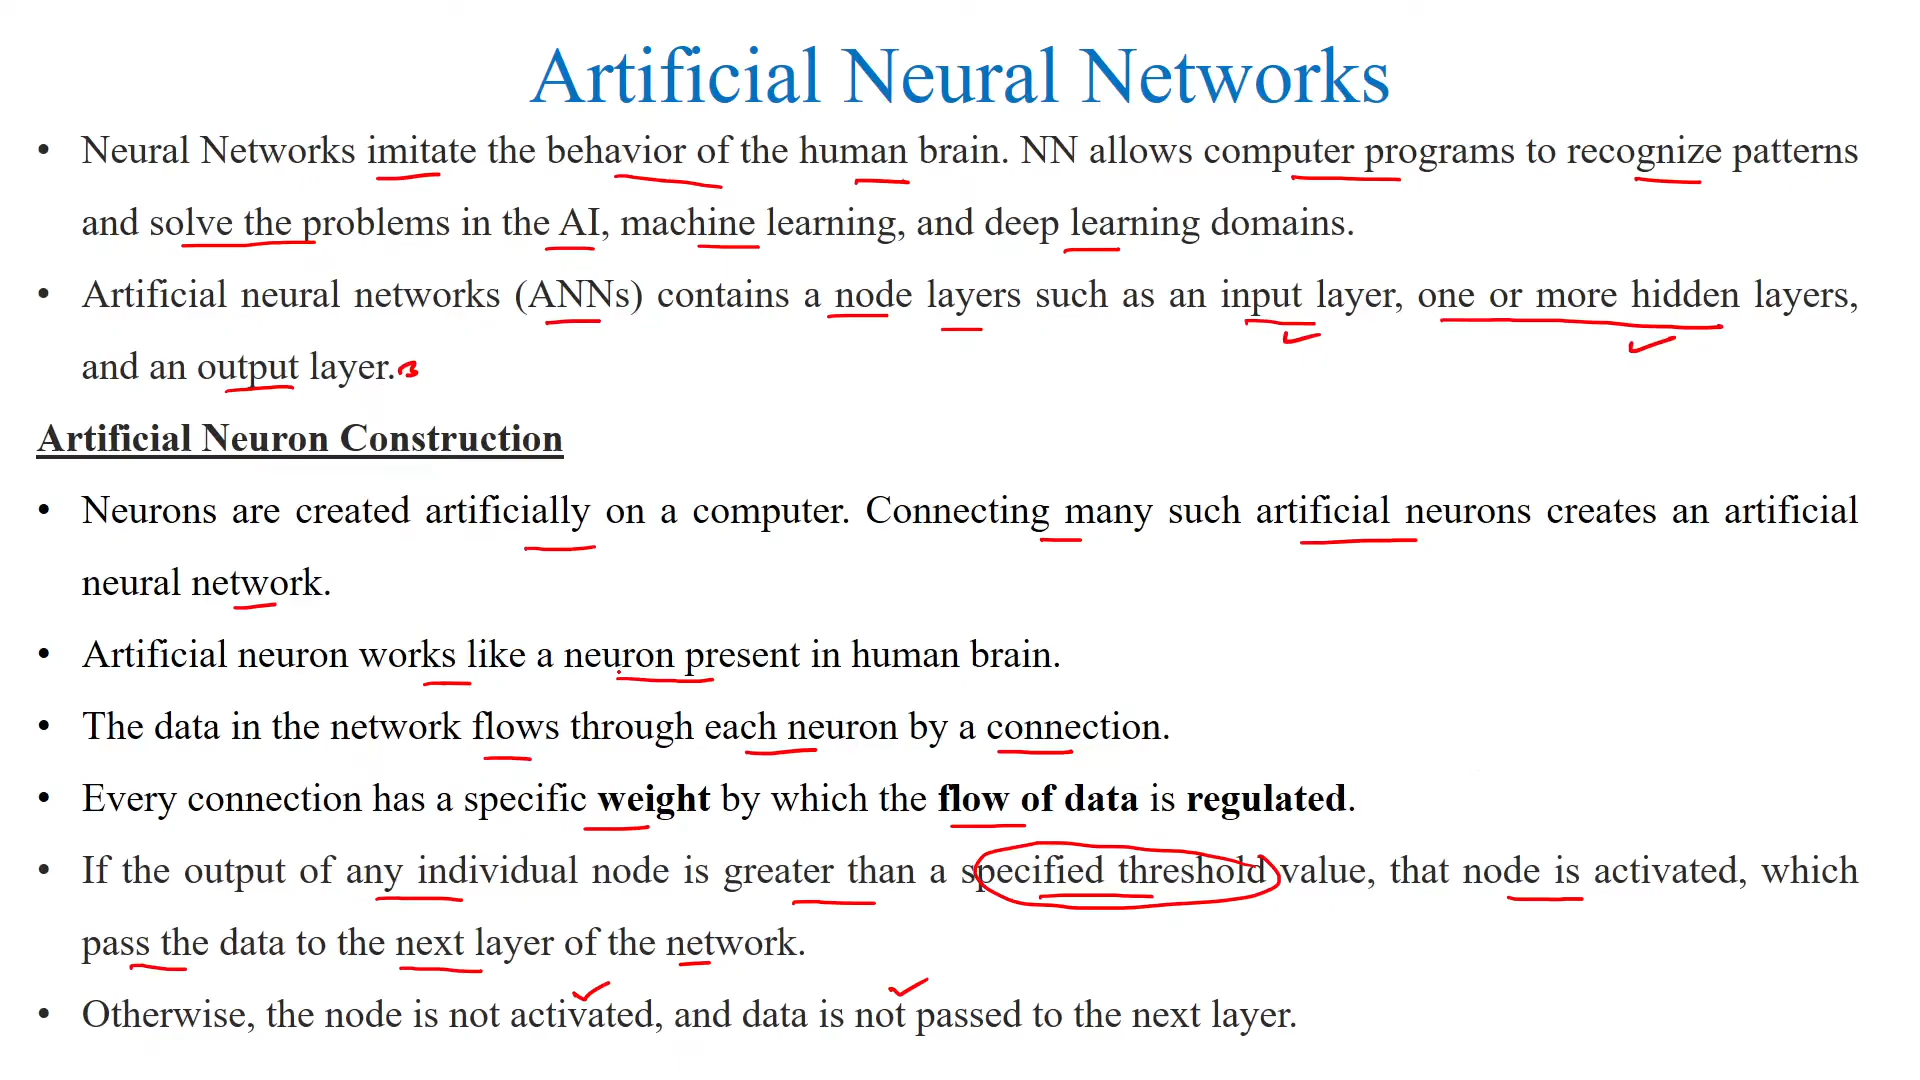 Artificial Neural Networks
• Neural Networks imitate the behavior of the human brain. NN allows computer programs to recognize patterns
and solve the problems in the AI, machine learning, and deep learning domains.
• Artificial neural networks (ANNs) contains a node layers such as an input layer, one or more hidden layers,
and an output layer.
Artificial Neuron Construction
• Neurons are created artificially on a computer. Connecting many such artificial neurons creates an artificial
neural network.
• Artificial neuron works like a neuron present in human brain.
• The data in the network flows through each neuron by a connection.
• Every connection has a specific weight by which the flow of data is regulated.
• If the output of any individual node is greater than a specified threshold value, that node is activated, which
pass the data to the next layer of the network.
• Otherwise, the node is not activated, and data is not passed to the next layer.